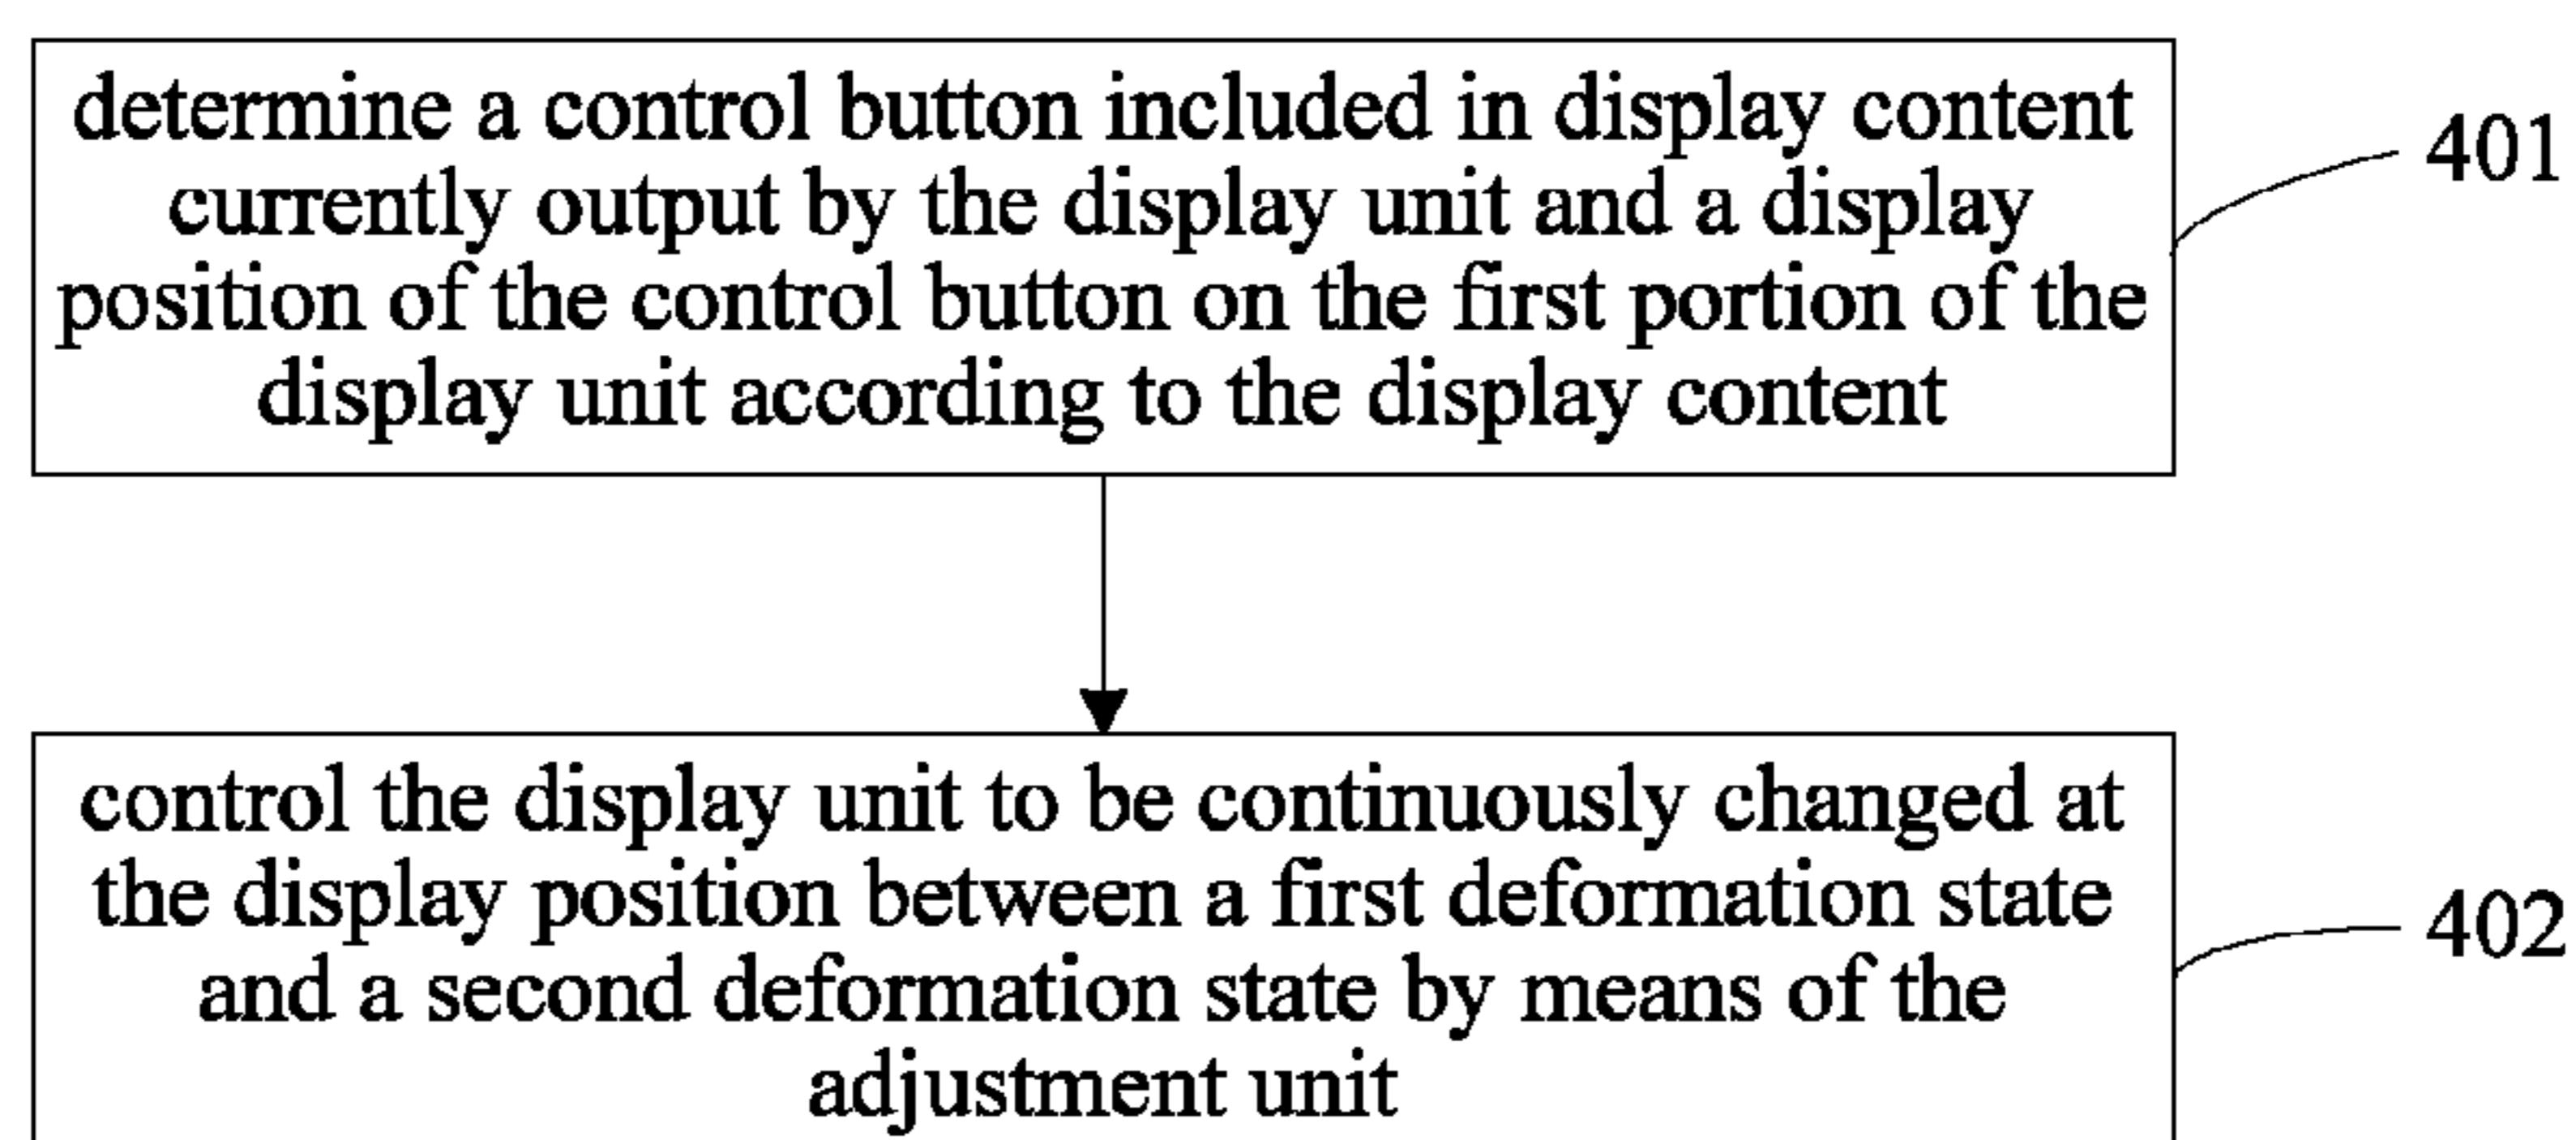 determine a control button included in display content
currently output by the display unit and a display
position of the control button on the first portion of the
display unit according to the display content
401
control the display unit to be continuously changed at
the display position between a first deformation state
and a second deformation state by means of the
adjustment unit
402